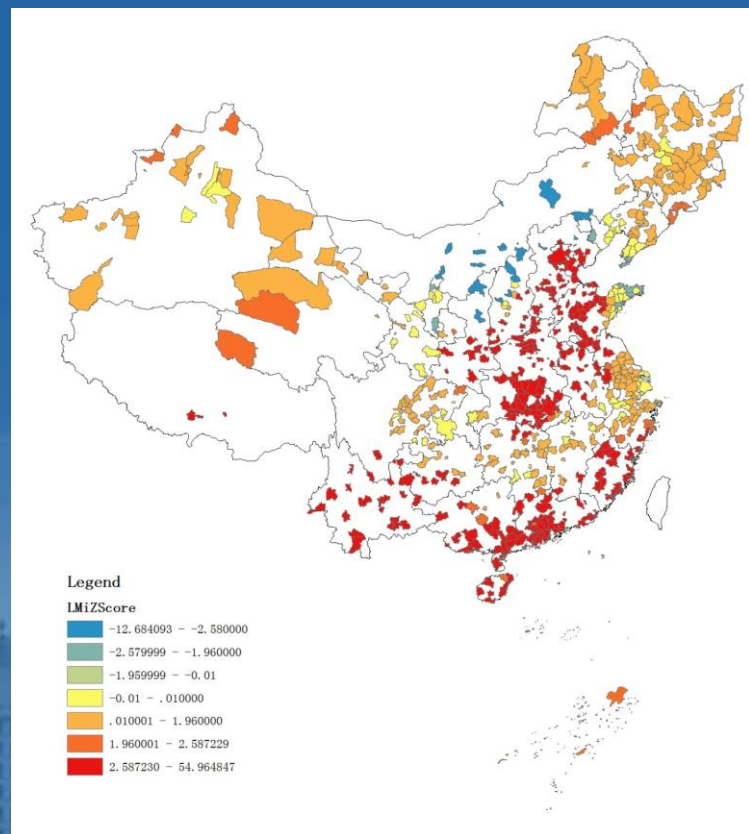 Legend
LMiZScore
-12.684093 - -2.580000
-2.579999 - -1.960000
-1.959999 - -0.01
-0.01 - .010000
.010001 - 1.960000
1.960001 - 2.587229
2.587230 - 54.964847